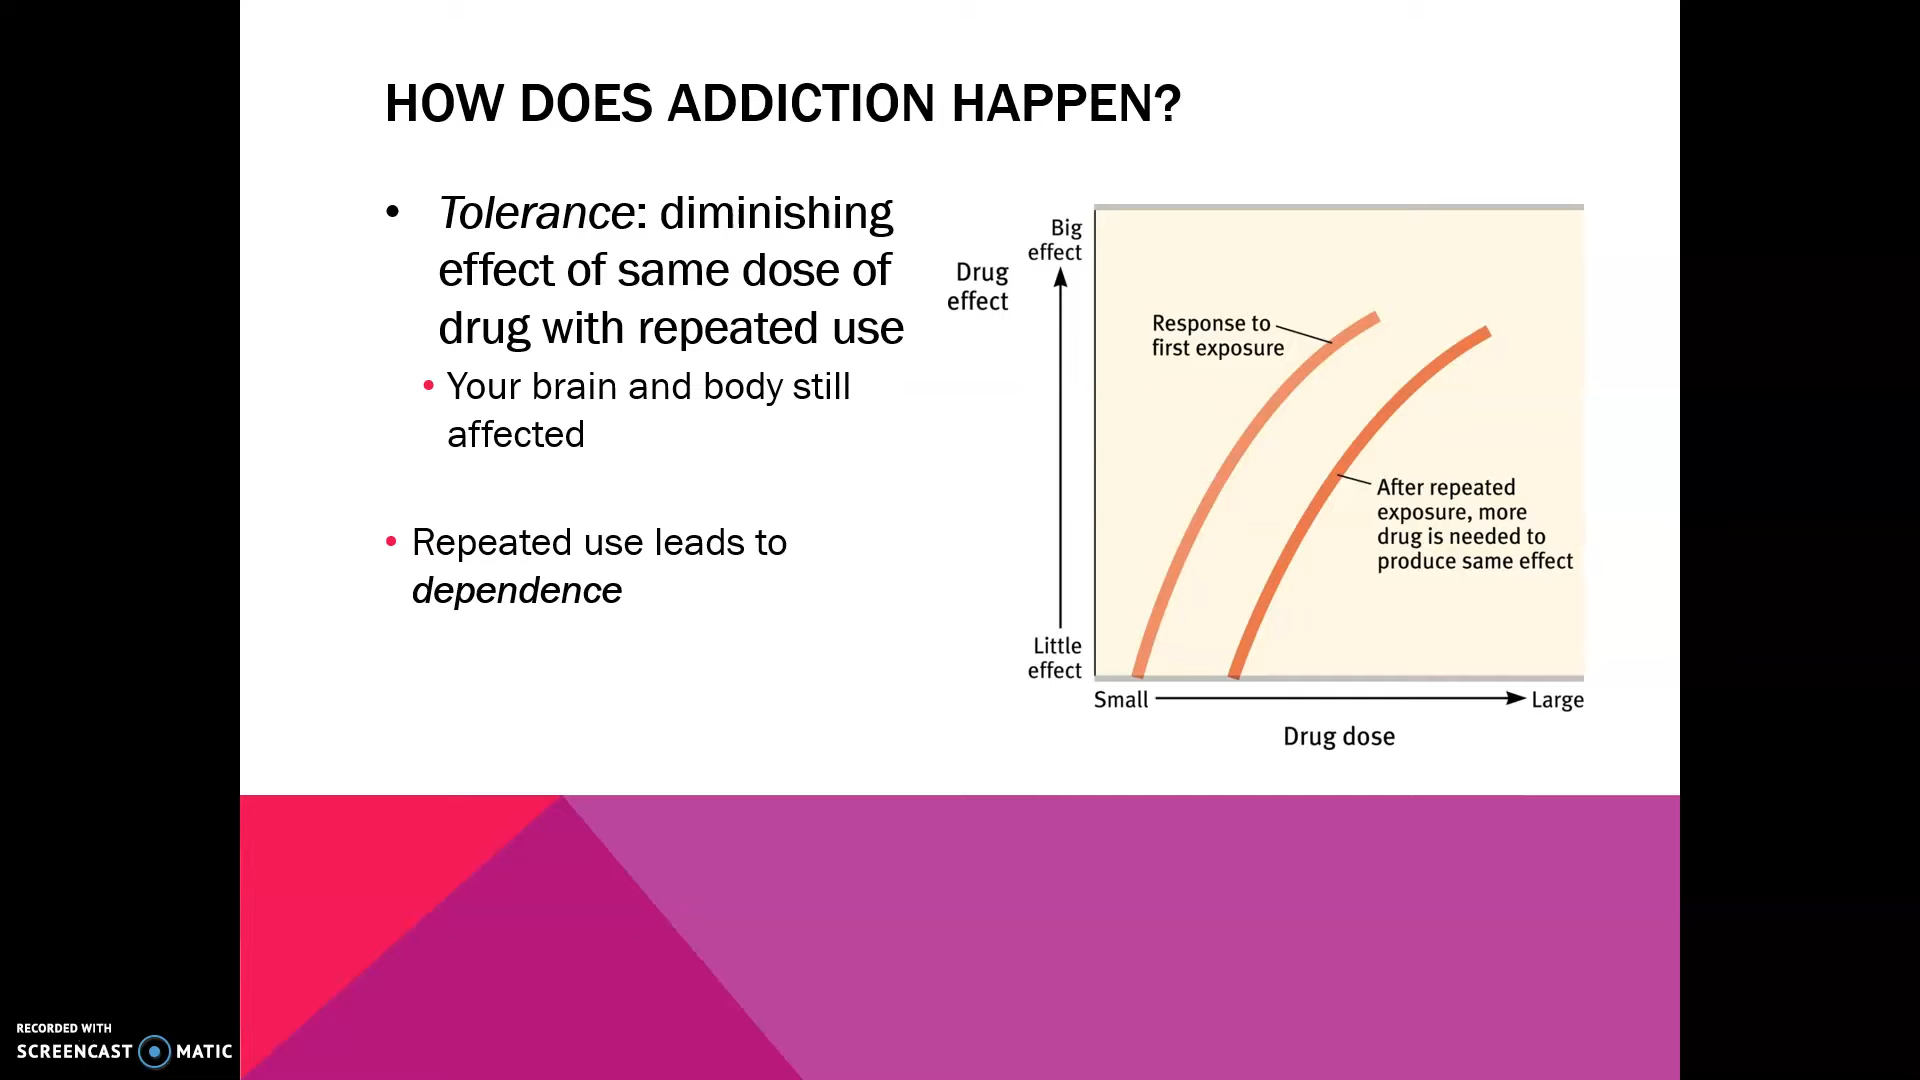 HOW DOES ADDICTION HAPPEN?
• Tolerance: diminishing
effect of same dose of
drug with repeated use
• Your brain and body still
affected
• Repeated use leads to
dependence
Big
effect
Drug
effect
Response to
first exposure
After repeated
exposure, more
drug is needed to
produce same effect
Little
effect
Small
Large
Drug dose
RECORDED WITH
SCREENCAST MATIC